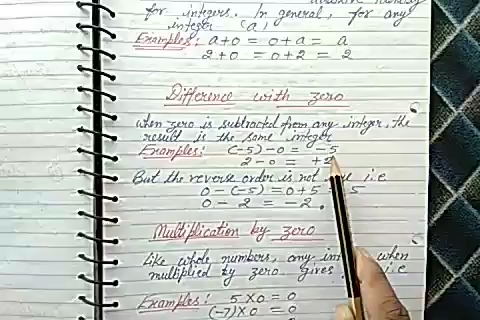 for integers. In general, for any
integer (a)
Examples: a+0 = 0+a = a
2+0 = 0+2 = 2
Difference with zero
when zero is subtracted from any integer, the
result is the same integer
Examples: (-5)-0 = -5
2-0 = +2
But the reverse order is not i.e
0-(-5) = 0+5 = 5
0-2 = -2.
Multiplication by zero
Like whole numbers, any when
multiplied by zero gives i.e
Examples: 5×0 = 0
(-7)×0 = 0